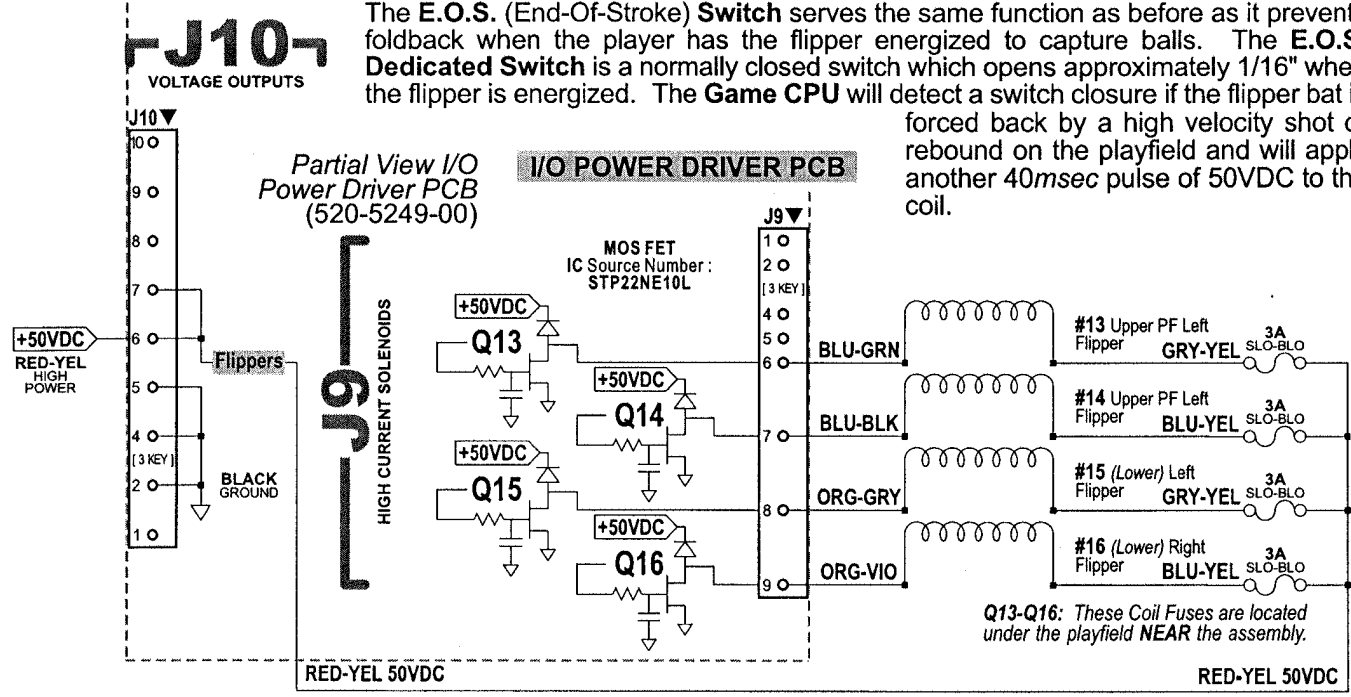 The E.O.S. (End-Of-Stroke) Switch serves the same function as before as it prevent
foldback when the player has the flipper energized to capture balls. The E.O.S
Dedicated Switch is a normally closed switch which opens approximately 1/16" whe
the flipper is energized. The Game CPU will detect a switch closure if the flipper bat i
forced back by a high velocity shot o
rebound on the playfield and will appl
another 40msec pulse of 50VDC to th
coil.
J10
VOLTAGE OUTPUTS
J10▼
10
9
8
7
6
5
4
[ 3 KEY ]
2
1
+50VDC
RED-YEL
HIGH
POWER
Flippers
BLACK
GROUND
Partial View I/O
Power Driver PCB
(520-5249-00)
I/O POWER DRIVER PCB
J9
HIGH CURRENT SOLENOIDS
MOS FET
IC Source Number :
STP22NE10L
+50VDC
Q13
+50VDC
Q14
+50VDC
Q15
+50VDC
Q16
J9▼
1
2
[ 3 KEY ]
4
5
6
7
8
9
BLU-GRN
#13 Upper PF Left
Flipper
GRY-YEL
3A
SLO-BLO
BLU-BLK
#14 Upper PF Left
Flipper
BLU-YEL
3A
SLO-BLO
ORG-GRY
#15 (Lower) Left
Flipper
GRY-YEL
3A
SLO-BLO
ORG-VIO
#16 (Lower) Right
Flipper
BLU-YEL
3A
SLO-BLO
Q13-Q16: These Coil Fuses are located
under the playfield NEAR the assembly.
RED-YEL 50VDC
RED-YEL 50VDC